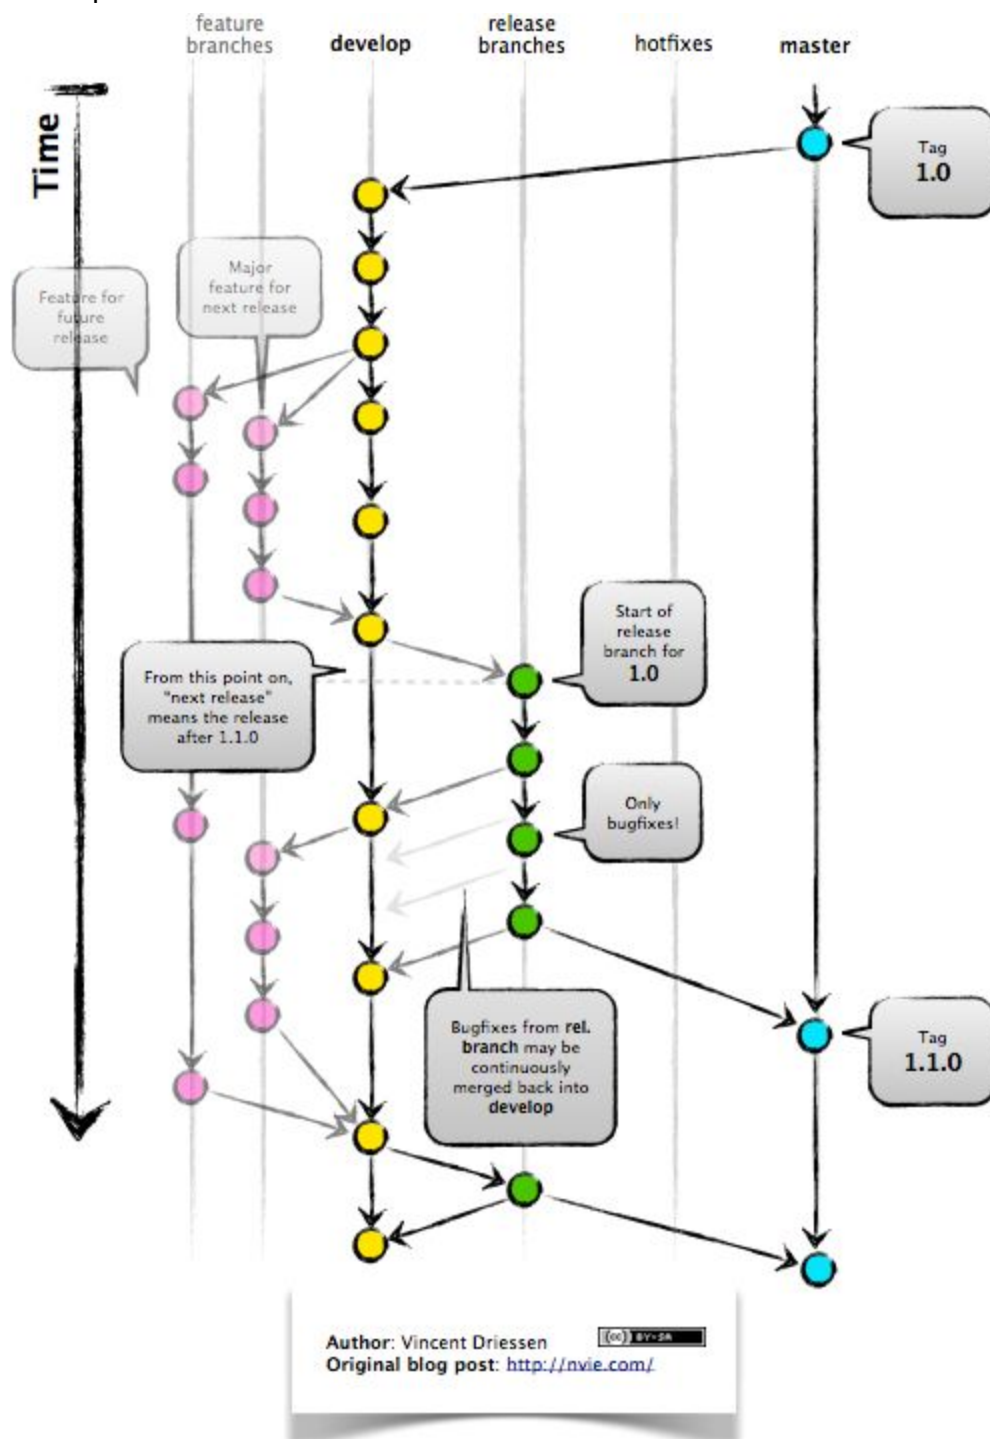 feature
branches
develop
release
branches
hotfixes
master
Time
Tag
1.0
Major
feature for
next release
Feature for
future
release
Start of
release
branch for
1.0
From this point on,
"next release"
means the release
after 1.1.0
Only
bugfixes!
Bugfixes from rel.
branch may be
continuously
merged back into
develop
Tag
1.1.0
Author: Vincent Driessen
(cc) BY-SA
Original blog post: http://nvie.com/